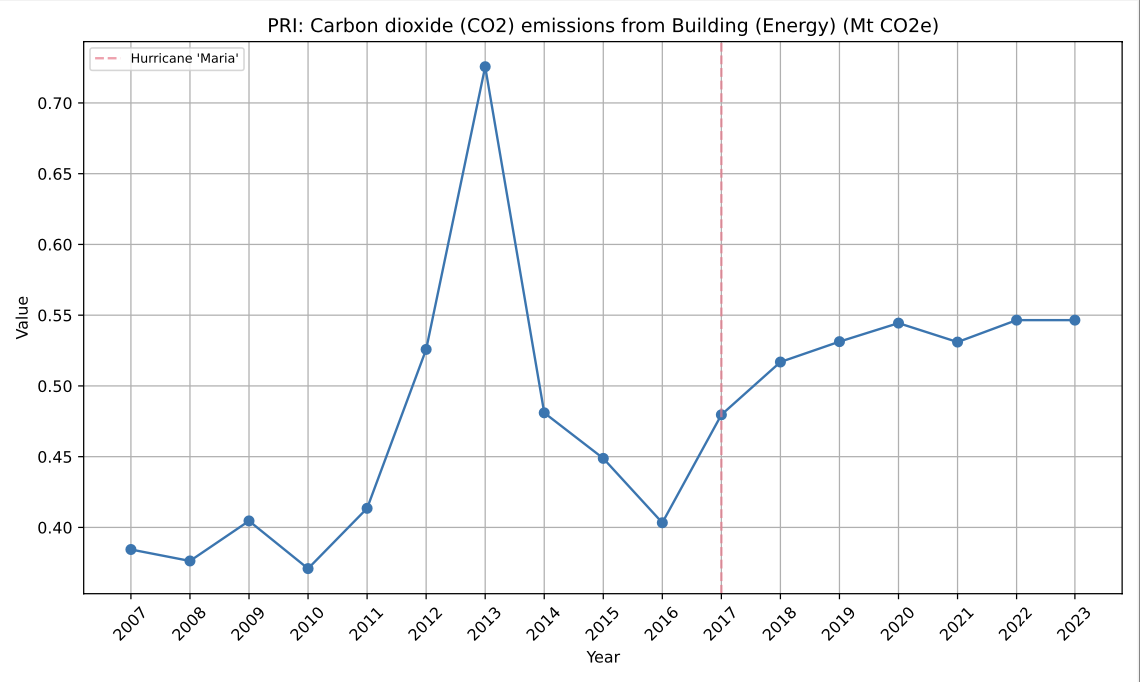 PRI: Carbon dioxide (CO2) emissions from Building (Energy) (Mt CO2e)
Hurricane 'Maria'
0.70
0.65
0.60
0.55
0.50
0.45
0.40
Value
2007 2008 2009 2010 2011 2012 2013 2014 2015 2016 2017 2018 2019 2020 2021 2022 2023
Year